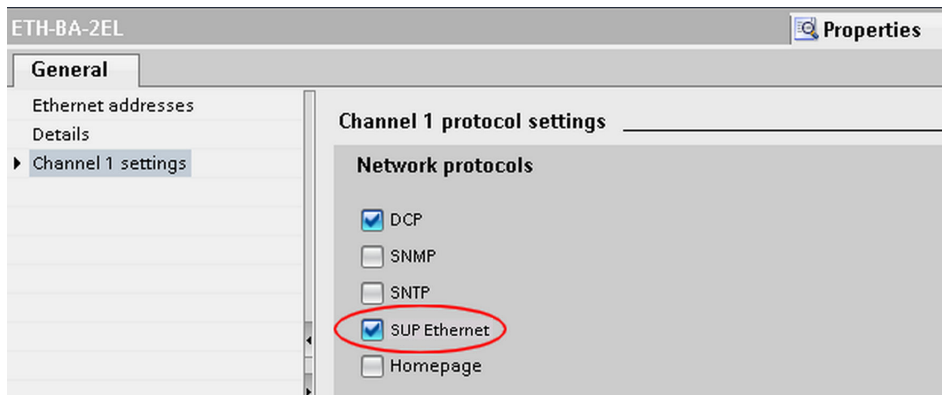 ETH-BA-2EL
Properties
General
Ethernet addresses
Details
Channel 1 settings
Channel 1 protocol settings
Network protocols
DCP
SNMP
SNTP
SUP Ethernet
Homepage